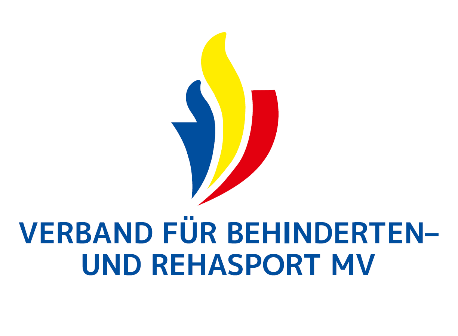 VERBAND FÜR BEHINDERTEN–
UND REHASPORT MV